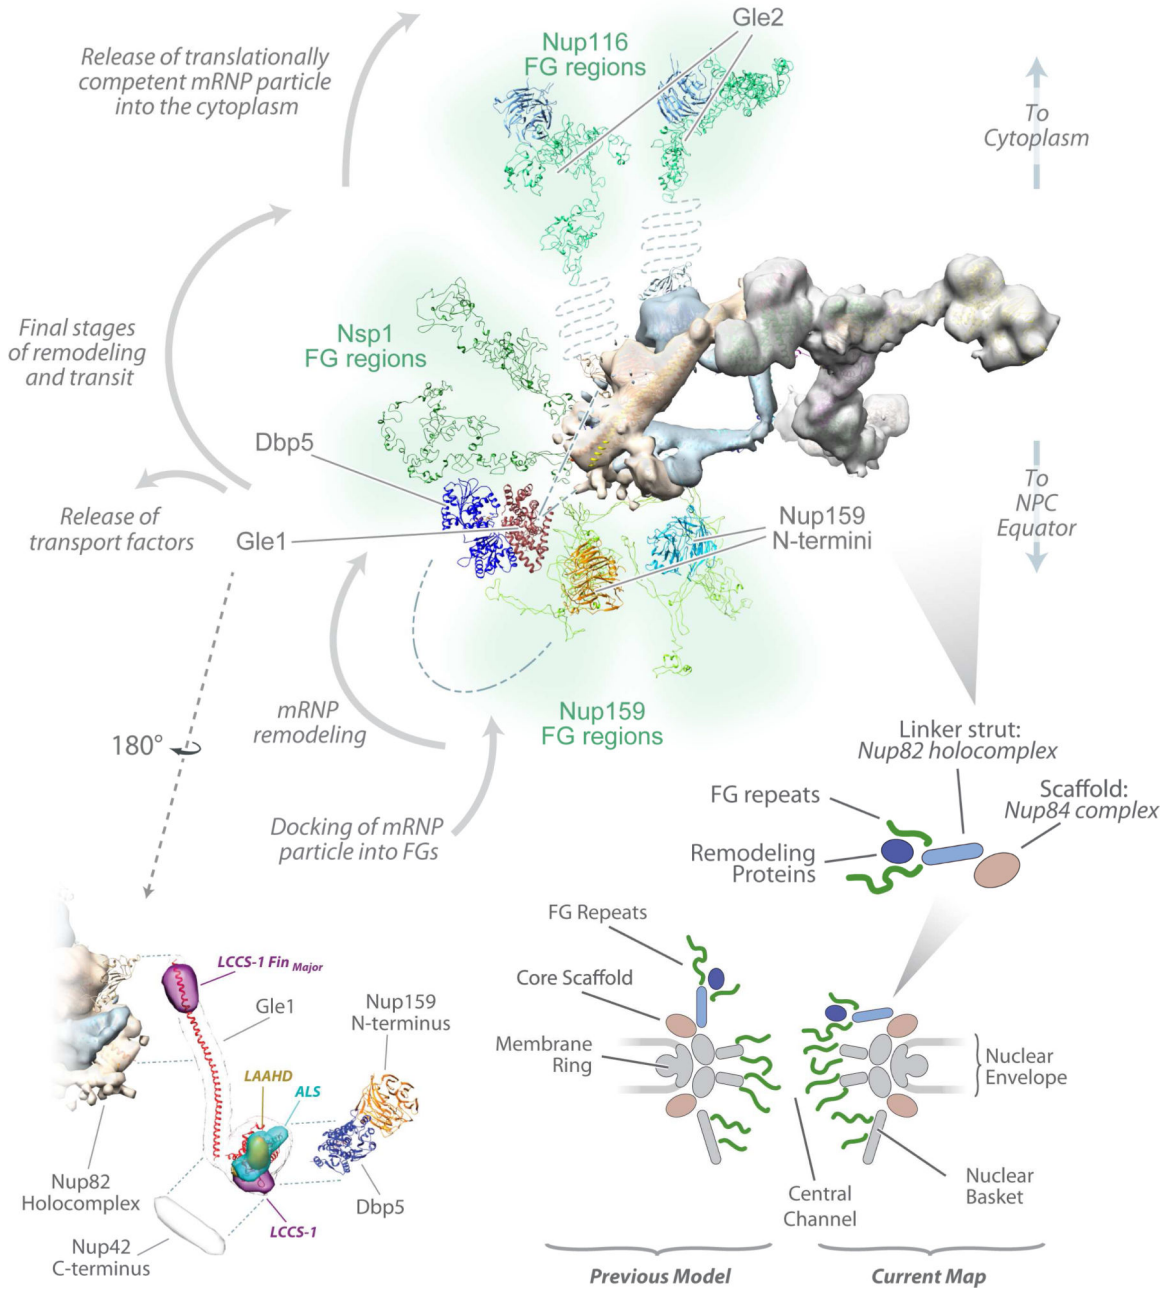 Gle2
Nup116
FG regions
Release of translationally
competent mRNP particle
into the cytoplasm
To
Cytoplasm
Final stages
of remodeling
and transit
Nsp1
FG regions
Dbp5
Release of
transport factors
Gle1
Nup159
N-termini
To
NPC
Equator
mRNP
remodeling
Nup159
FG regions
180°
Docking of mRNP
particle into FGs
Linker strut:
Nup82 holocomplex
FG repeats
Scaffold:
Nup84 complex
Remodeling
Proteins
LCCS-1 Fin Major
Gle1
Nup159
N-terminus
LAAHD
ALS
Nup82
Holocomplex
Dbp5
LCCS-1
Nup42
C-terminus
FG Repeats
Core Scaffold
Membrane
Ring
Nuclear
Envelope
Central
Channel
Nuclear
Basket
Previous Model
Current Map